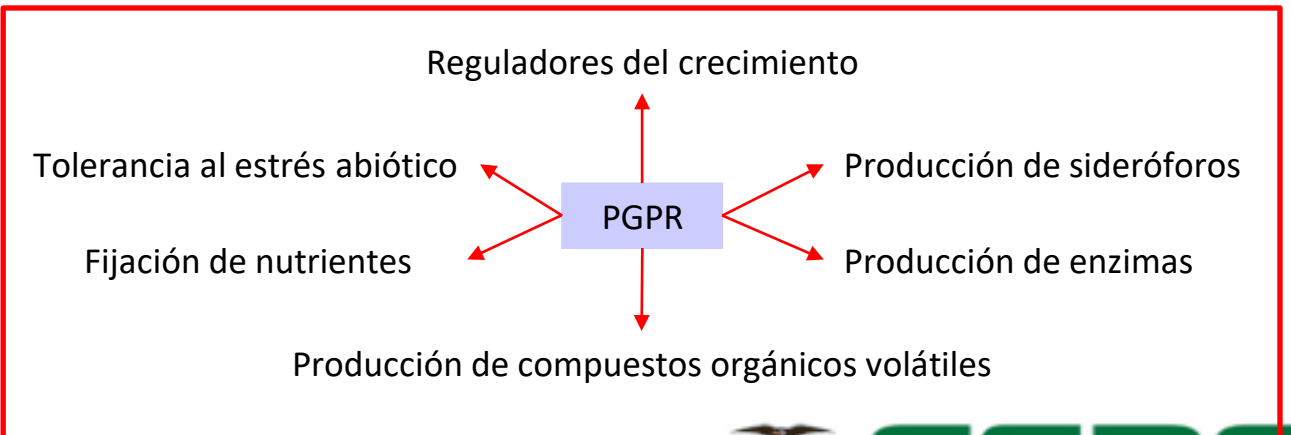 Reguladores del crecimiento
Tolerancia al estrés abiótico
Producción de sideróforos
PGPR
Fijación de nutrientes
Producción de enzimas
Producción de compuestos orgánicos volátiles